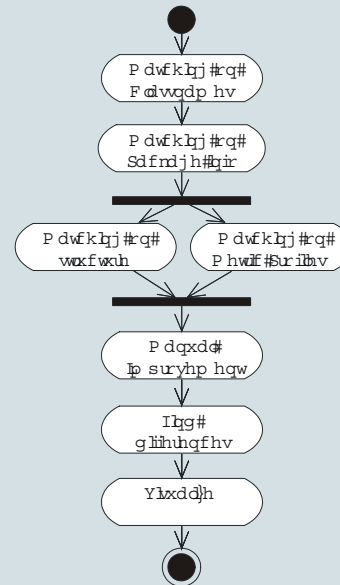 P dwfklqj#rq#
Fodvvqdp hv
P dwfklqj#rq#
Sdfndjh#lqir
P dwfklqj#rq#
vwuxfwxuh
P dwfklqj#rq#
P hwulf#Surilohv
P dqxdo#
Lp suryhp hqw
Ilqg#
gliihuhqfhv
Ylvxdol}h